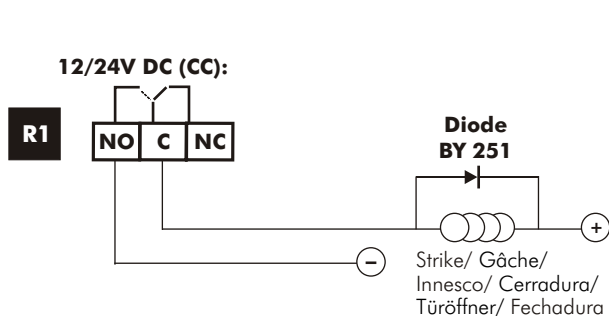 12/24V DC (CC):
R1
NO C NC
Diode
BY 251
+
−
Strike/ Gâche/
Innesco/ Cerradura/
Türöffner/ Fechadura